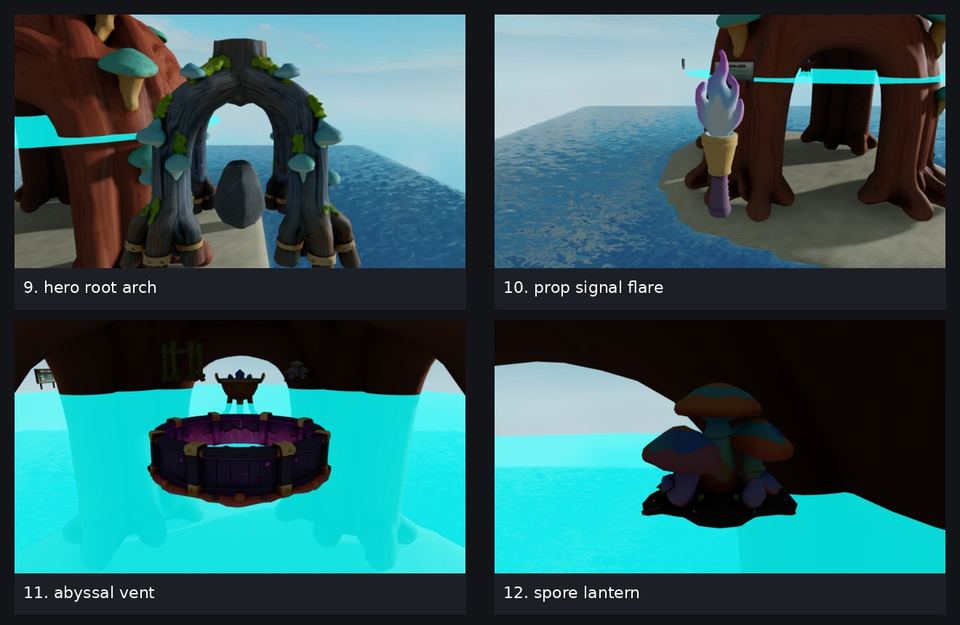 9. hero root arch
10. prop signal flare
11. abyssal vent
12. spore lantern